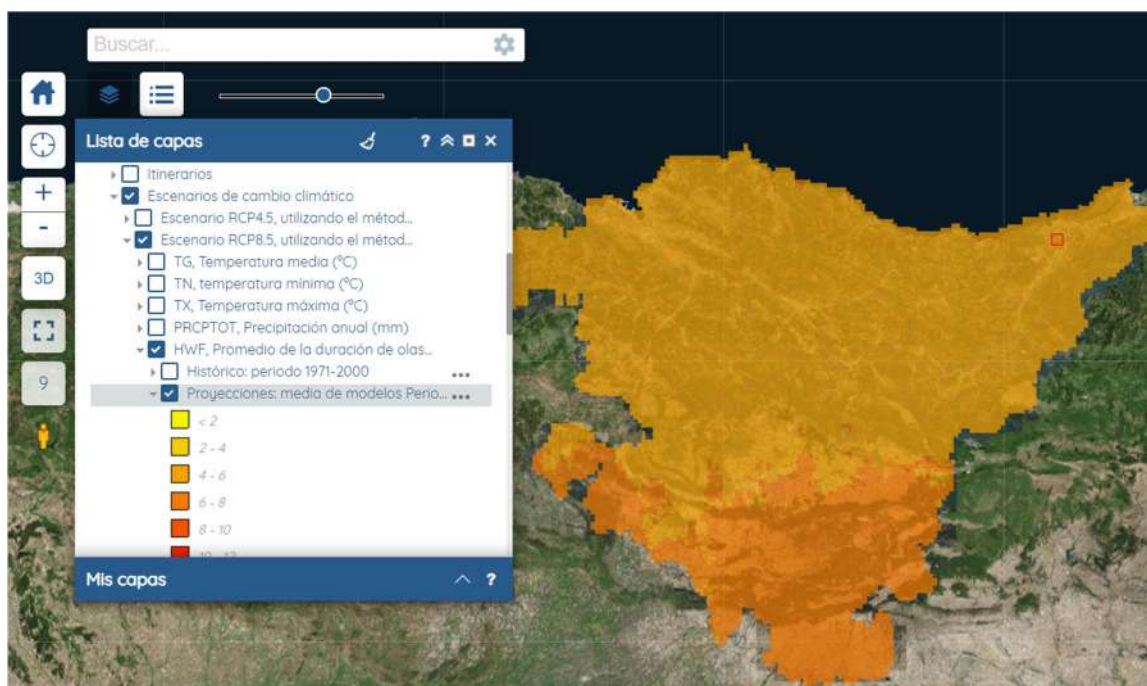 Buscar...
Lista de capas
?
Itinerarios
Escenarios de cambio climático
Escenario RCP4.5, utilizando el métod...
+
Escenario RCP8.5, utilizando el métod...
-
TG, Temperatura media (ºC)
3D
TN, temperatura mínima (ºC)
TX, Temperatura máxima (ºC)
PRCPTOT, Precipitación anual (mm)
HWF, Promedio de la duración de olas...
Histórico: periodo 1971-2000 ...
9
Proyecciones: media de modelos Perio... ...
< 2
2 - 4
4 - 6
6 - 8
8 - 10
Mis capas ?